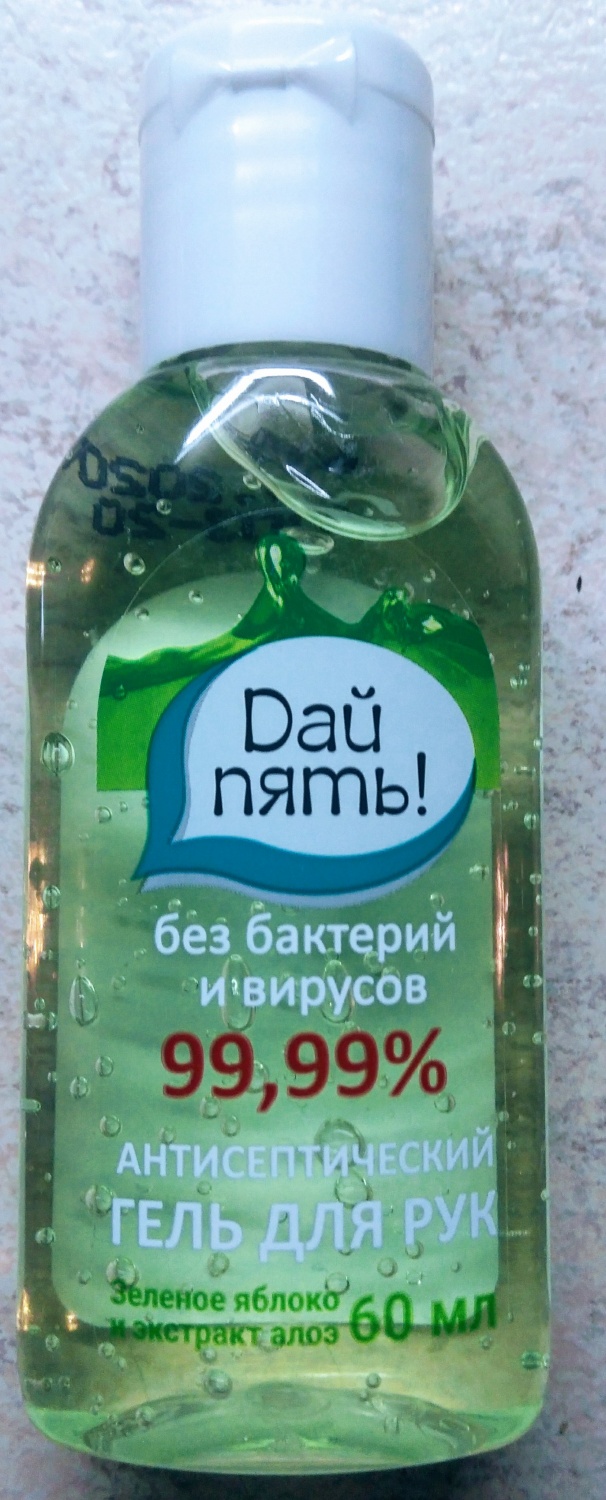 Дай
пять!
без бактерий
и вирусов
99,99%
АНТИСЕПТИЧЕСКИЙ
ГЕЛЬ ДЛЯ РУК
Зеленое яблоко
и экстракт алоэ 60 мл